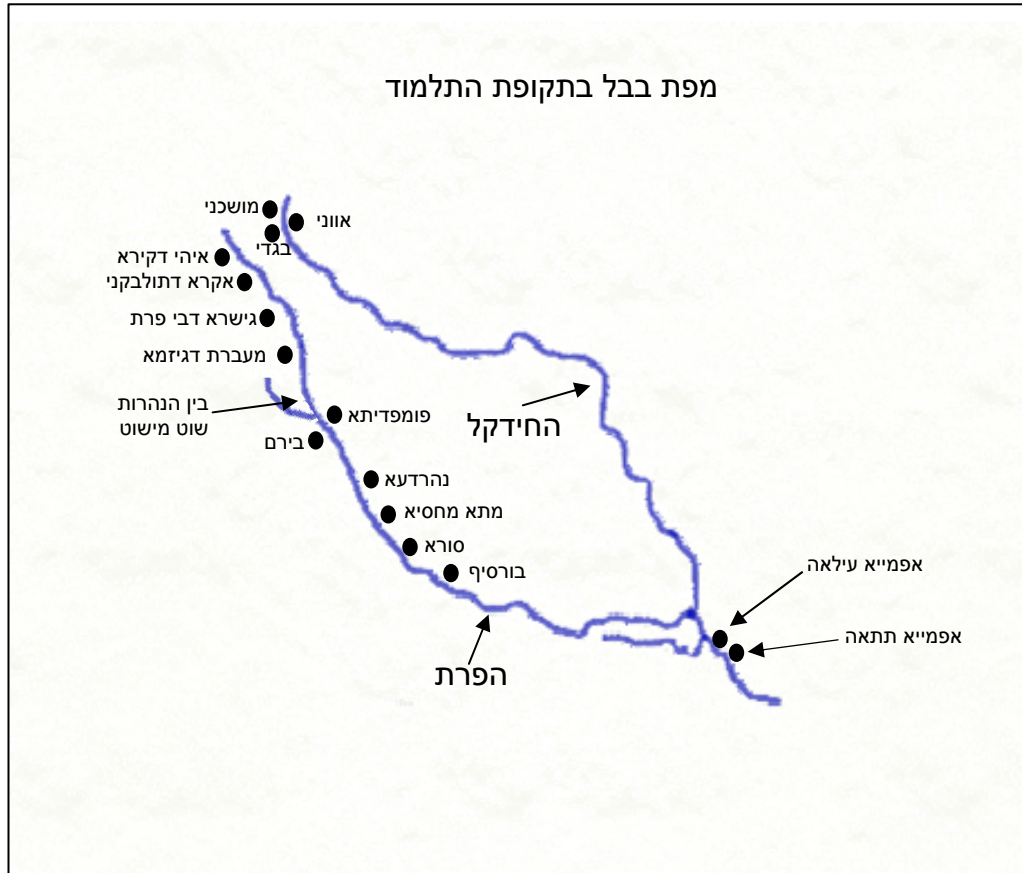 מפת בבל בתקופת התלמוד
מושכני
אווני
בגדי
איהי דקירא
אקרא דתולבקני
גישרא דבי פרת
מעברת דגיזמא
בין הנהרות
שוט מישוט
פומפדיתא
החידקל
בירם
נהרדעא
מתא מחסיא
סורא
בורסיף
אפמייא עילאה
אפמייא תתאה
הפרת